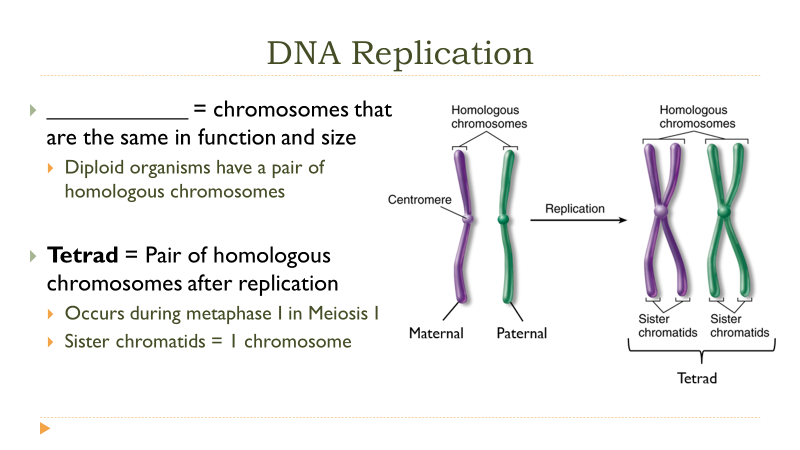 DNA Replication
____________ = chromosomes that
are the same in function and size
Diploid organisms have a pair of
homologous chromosomes
Tetrad = Pair of homologous
chromosomes after replication
Occurs during metaphase I in Meiosis I
Sister chromatids = 1 chromosome
Homologous
chromosomes
Centromere
Maternal
Paternal
Replication
Homologous
chromosomes
Sister
chromatids
Sister
chromatids
Tetrad